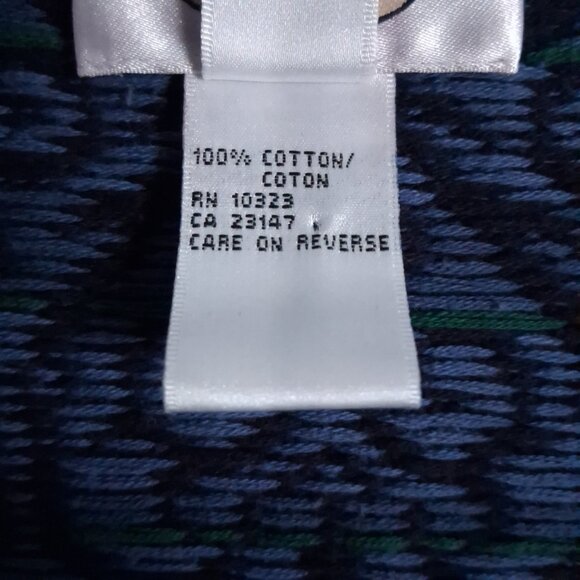 100% COTTON/
COTON
RN 10323
CA 23147
CARE ON REVERSE